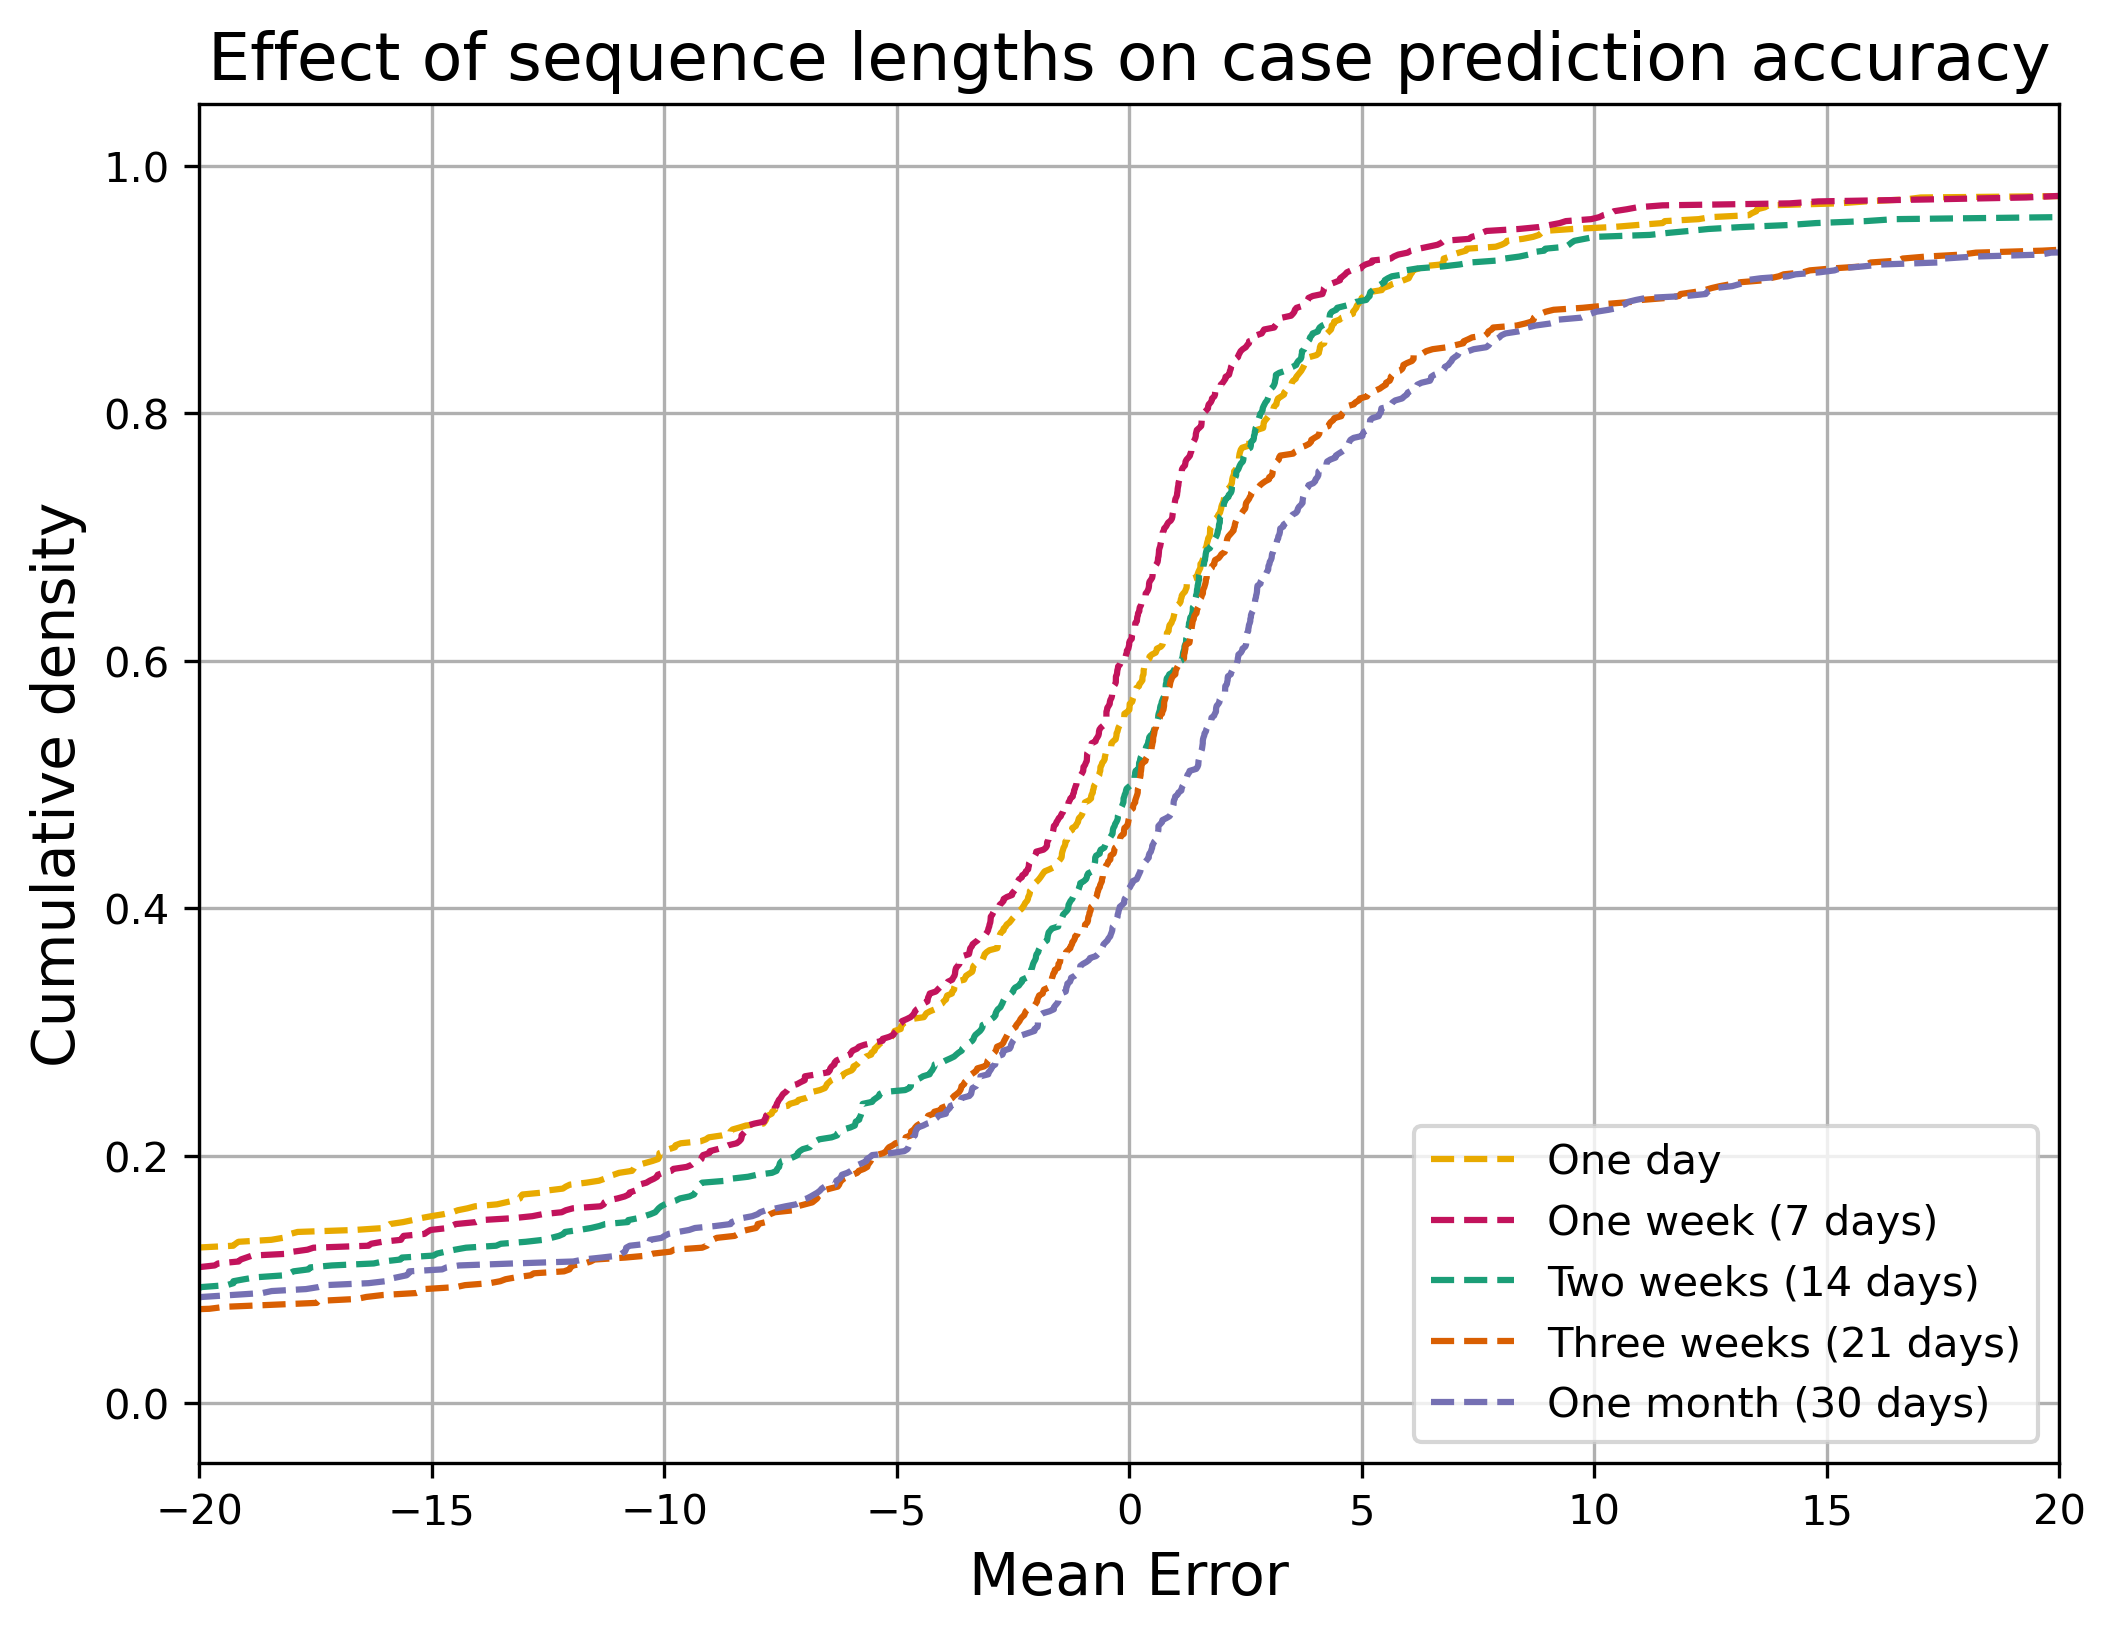 Effect of sequence lengths on case prediction accuracy
Cumulative density
1.0
0.8
0.6
0.4
0.2
0.0
−20
−15
−10
−5
0
5
10
15
20
Mean Error
One day
One week (7 days)
Two weeks (14 days)
Three weeks (21 days)
One month (30 days)